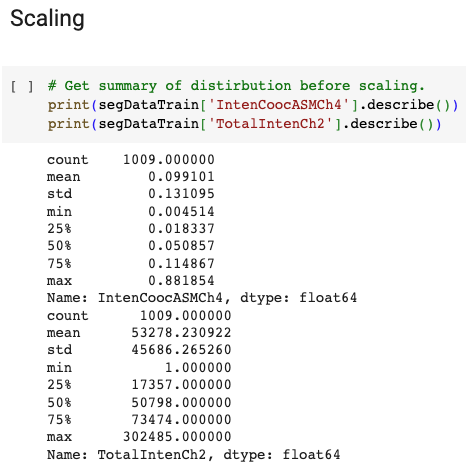 Scaling
[ ] # Get summary of distirbution before scaling.
print(segDataTrain['IntenCoocASMCh4'].describe())
print(segDataTrain['TotalIntenCh2'].describe())
count 1009.000000
mean 0.099101
std 0.131095
min 0.004514
25% 0.018337
50% 0.050857
75% 0.114867
max 0.881854
Name: IntenCoocASMCh4, dtype: float64
count 1009.000000
mean 53278.230922
std 45686.265260
min 1.000000
25% 17357.000000
50% 50798.000000
75% 73474.000000
max 302485.000000
Name: TotalIntenCh2, dtype: float64